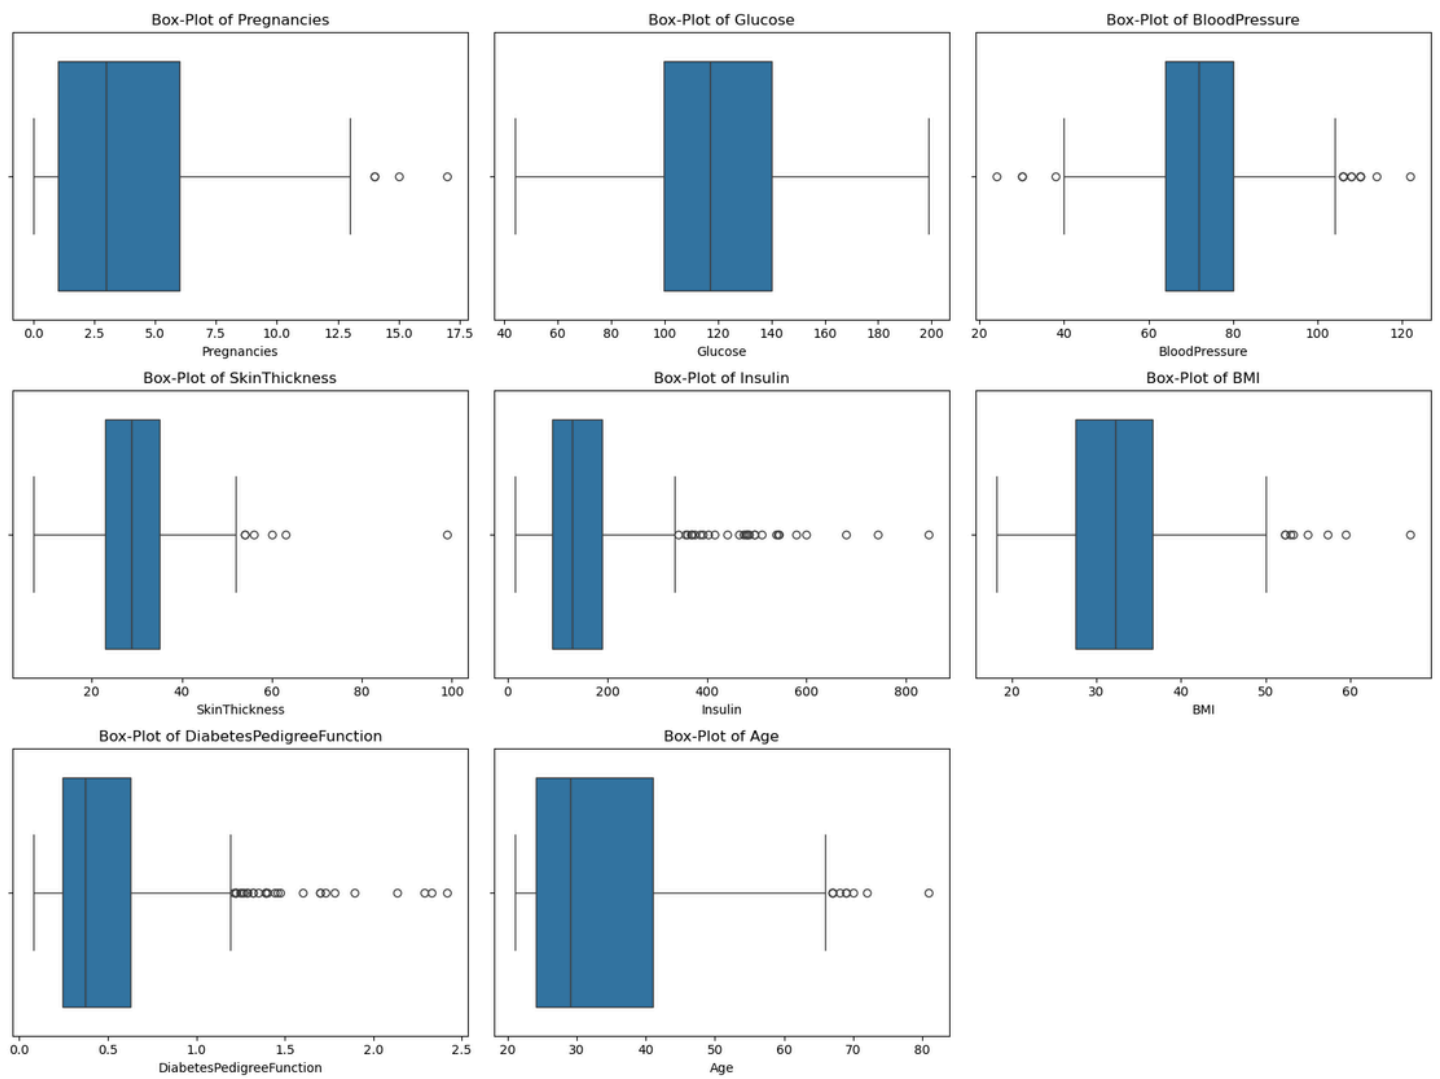 Box-Plot of Pregnancies
0.0 2.5 5.0 7.5 10.0 12.5 15.0 17.5
Pregnancies
Box-Plot of Glucose
40 60 80 100 120 140 160 180 200
Glucose
Box-Plot of BloodPressure
20 40 60 80 100 120
BloodPressure
Box-Plot of SkinThickness
20 40 60 80 100
SkinThickness
Box-Plot of Insulin
0 200 400 600 800
Insulin
Box-Plot of BMI
20 30 40 50 60
BMI
Box-Plot of DiabetesPedigreeFunction
0.0 0.5 1.0 1.5 2.0 2.5
DiabetesPedigreeFunction
Box-Plot of Age
20 30 40 50 60 70 80
Age